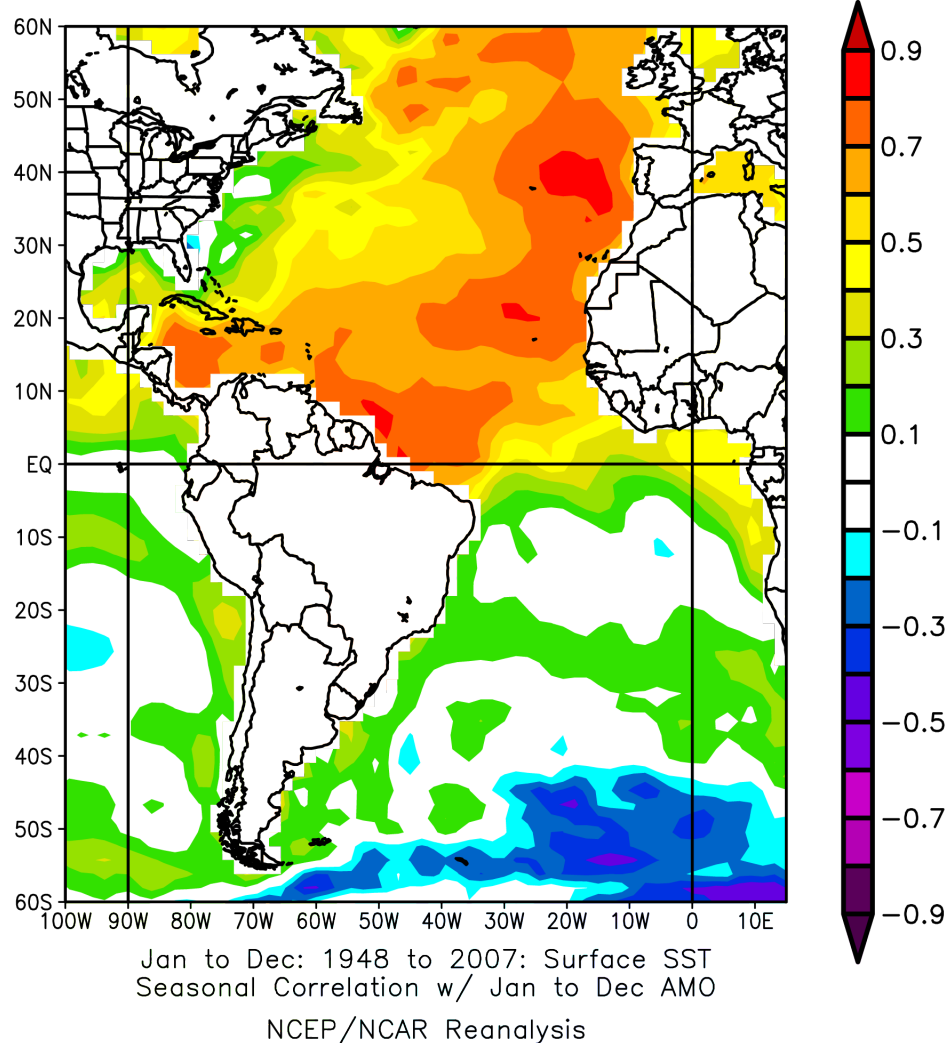 60N
50N
40N
30N
20N
10N
EQ
10S
20S
30S
40S
50S
60S
100W 90W 80W 70W 60W 50W 40W 30W 20W 10W 0 10E
0.9
0.7
0.5
0.3
0.1
-0.1
-0.3
-0.5
-0.7
-0.9
Jan to Dec: 1948 to 2007: Surface SST
Seasonal Correlation w/ Jan to Dec AMO
NCEP/NCAR Reanalysis